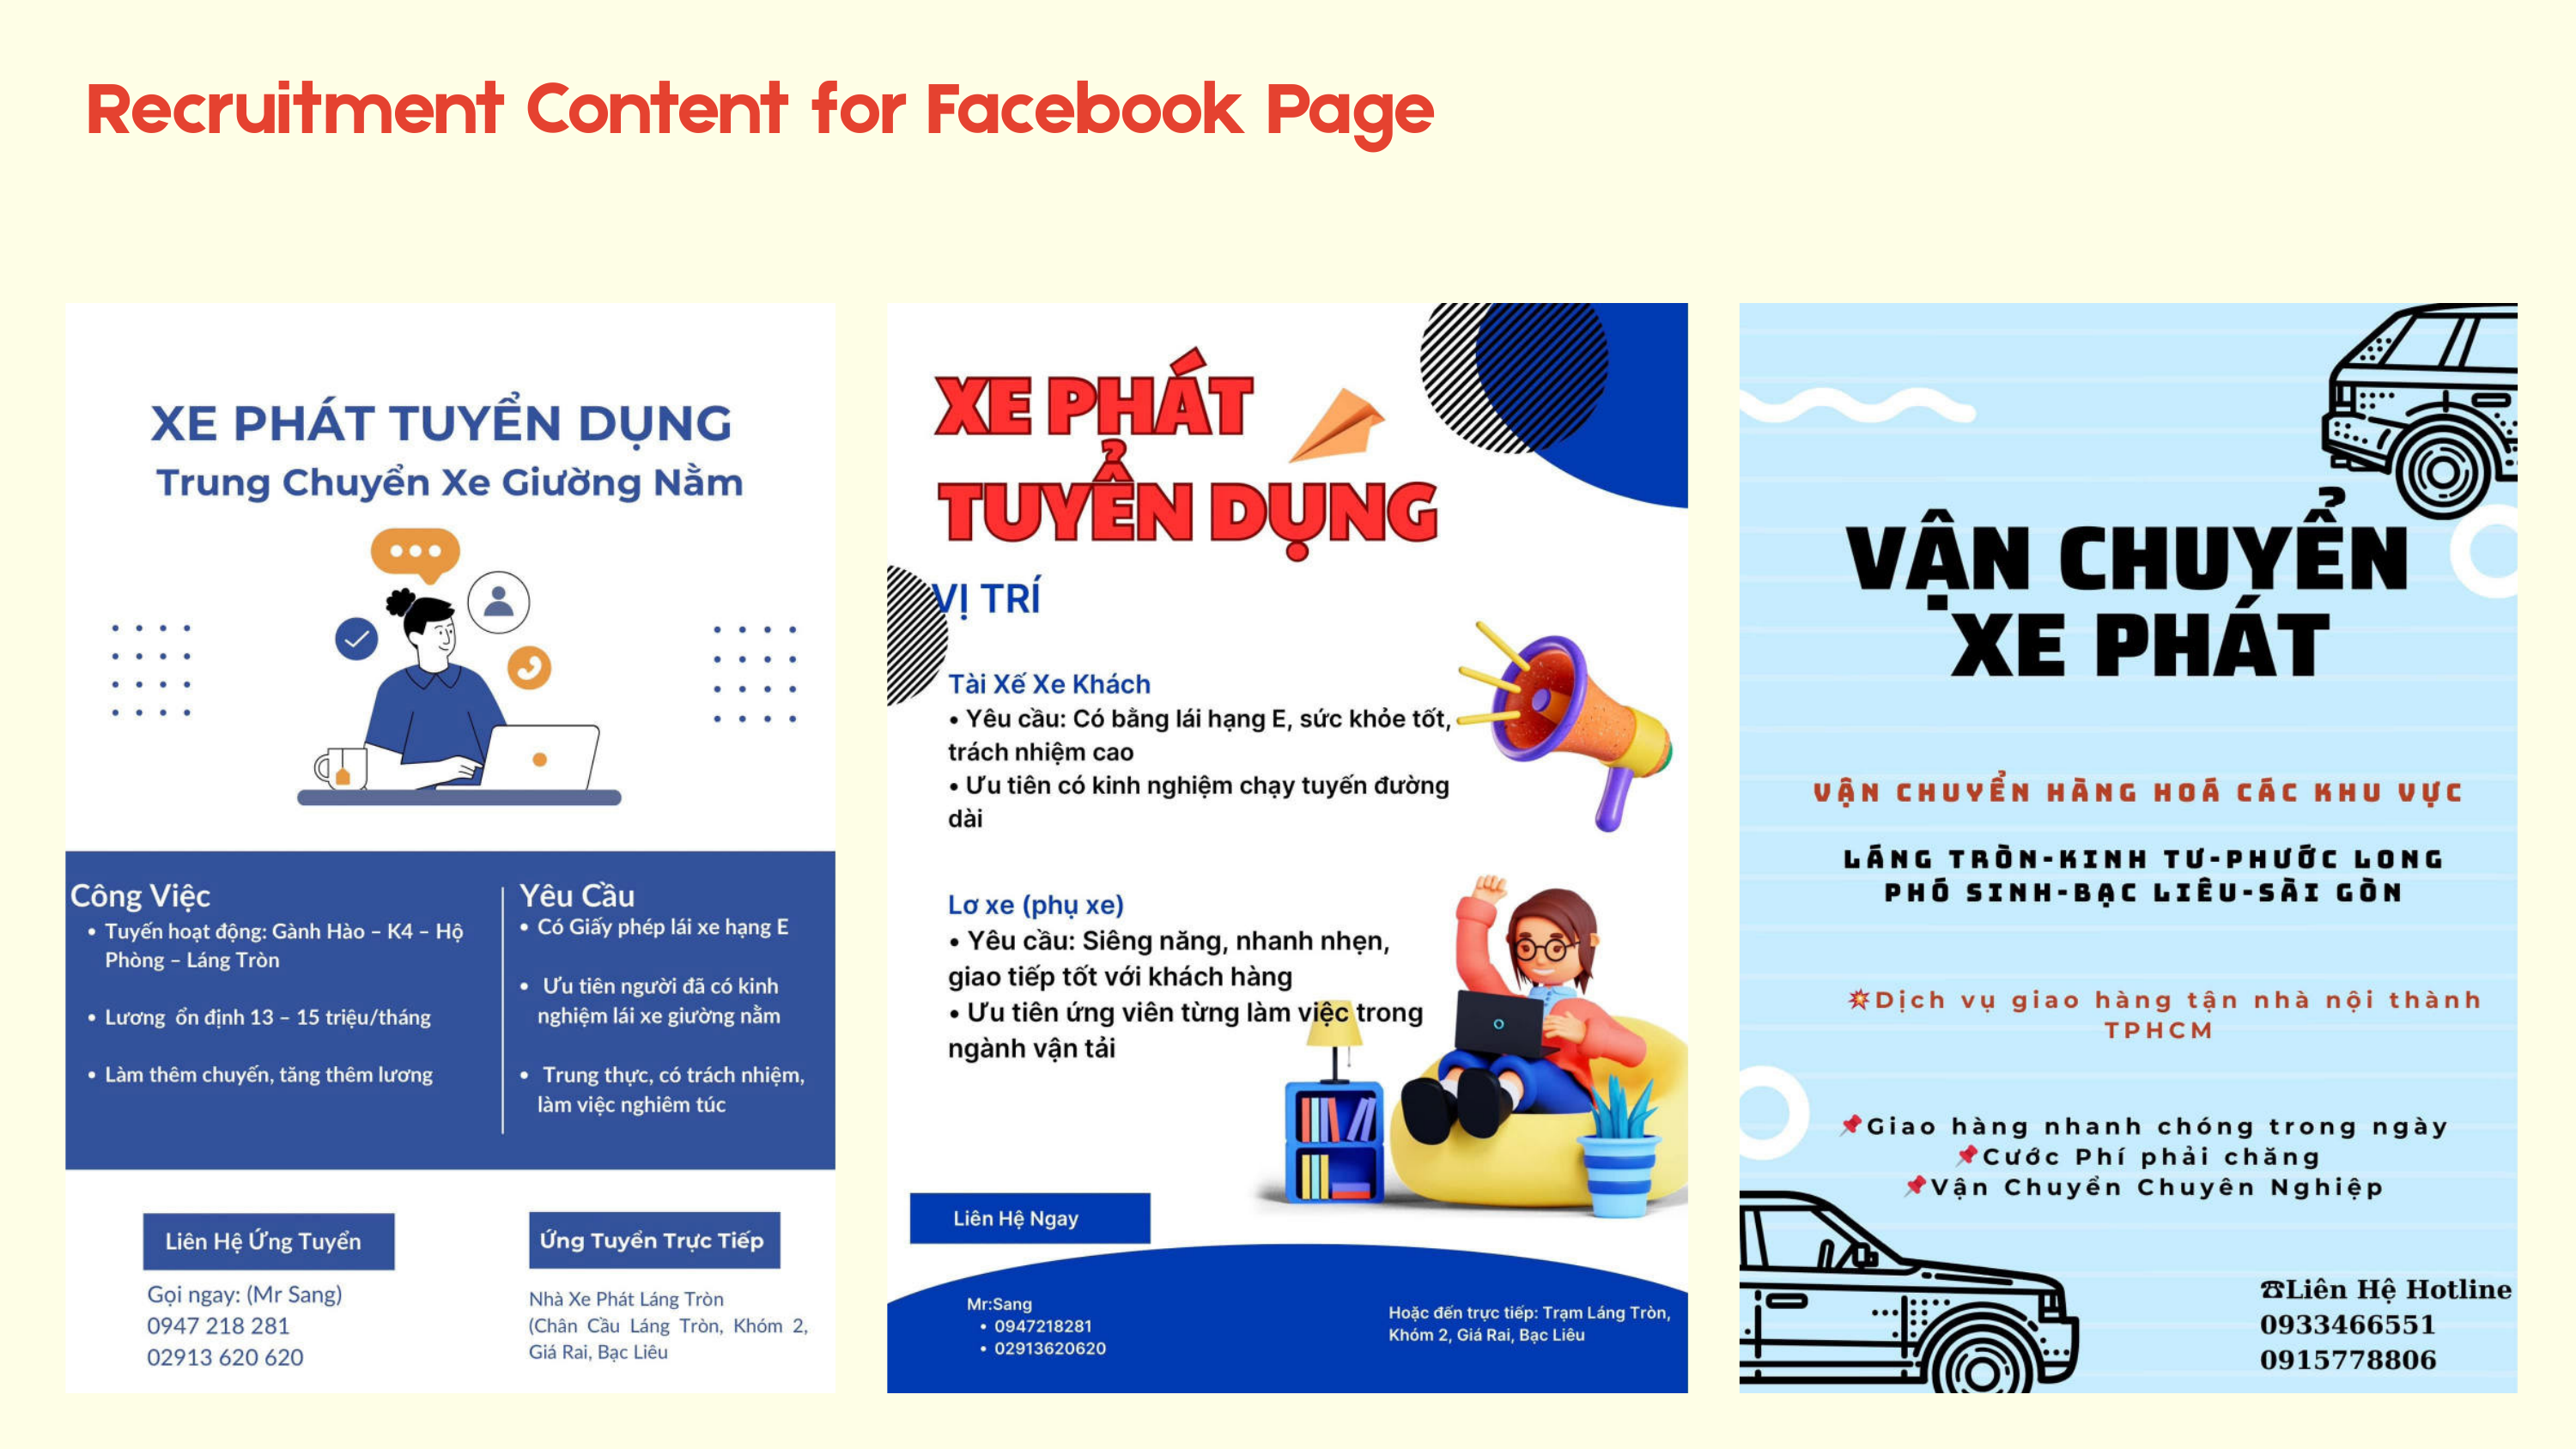 Recruitment Content for Facebook Page
XE PHÁT TUYỂN DỤNG
Trung Chuyển Xe Giường Nằm
Công Việc
• Tuyến hoạt động: Gành Hào – K4 – Hộ
Phòng – Láng Tròn
• Lương ổn định 13 – 15 triệu/tháng
• Làm thêm chuyến, tăng thêm lương
Yêu Cầu
• Có Giấy phép lái xe hạng E
• Ưu tiên người đã có kinh
nghiệm lái xe giường nằm
• Trung thực, có trách nhiệm,
làm việc nghiêm túc
Liên Hệ Ứng Tuyển
Gọi ngay: (Mr Sang)
0947 218 281
02913 620 620
Ứng Tuyển Trực Tiếp
Nhà Xe Phát Láng Tròn
(Chân Cầu Láng Tròn, Khóm 2,
Giá Rai, Bạc Liêu
XE PHÁT
TUYỂN DỤNG
VỊ TRÍ
Tài Xế Xe Khách
• Yêu cầu: Có bằng lái hạng E, sức khỏe tốt,
trách nhiệm cao
• Ưu tiên có kinh nghiệm chạy tuyến đường
dài
Lơ xe (phụ xe)
• Yêu cầu: Siêng năng, nhanh nhẹn,
giao tiếp tốt với khách hàng
• Ưu tiên ứng viên từng làm việc trong
ngành vận tải
Liên Hệ Ngay
Mr:Sang
• 0947218281
• 02913620620
Hoặc đến trực tiếp: Trạm Láng Tròn,
Khóm 2, Giá Rai, Bạc Liêu
VẬN CHUYỂN
XE PHÁT
VẬN CHUYỂN HÀNG HOÁ CÁC KHU VỰC
LÁNG TRÒN-KINH TƯ-PHƯỚC LONG
PHÓ SINH-BẠC LIÊU-SÀI GÒN
💥Dịch vụ giao hàng tận nhà nội thành
TPHCM
📌Giao hàng nhanh chóng trong ngày
📌Cước Phí phải chăng
📌Vận Chuyển Chuyên Nghiệp
☎Liên Hệ Hotline
0933466551
0915778806